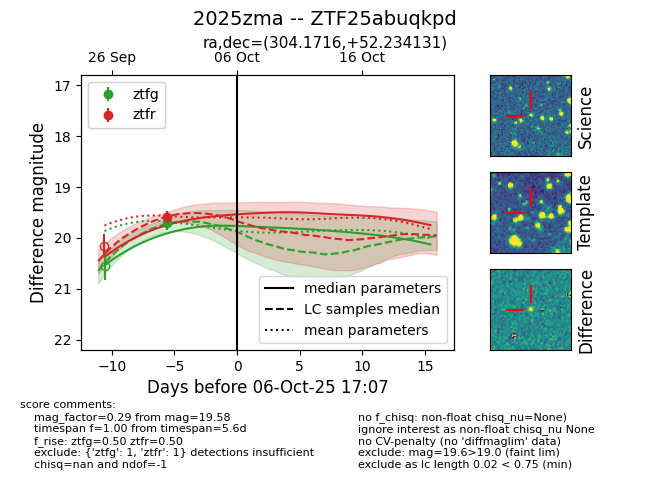 2025zma -- ZTF25abuqkpd
ra,dec=(304.1716,+52.234131)
26 Sep
06 Oct
16 Oct
ztfg
ztfr
17
18
19
20
21
22
Difference magnitude
median parameters
LC samples median
mean parameters
−10
−5
0
5
10
15
Days before 06-Oct-25 17:07
Science
Template
Difference
score comments:
mag_factor=0.29 from mag=19.58
timespan f=1.00 from timespan=5.6d
f_rise: ztfg=0.50 ztfr=0.50
exclude: {'ztfg': 1, 'ztfr': 1} detections insufficient
chisq=nan and ndof=-1
no f_chisq: non-float chisq_nu=None)
ignore interest as non-float chisq_nu None
no CV-penalty (no 'diffmaglim' data)
exclude: mag=19.6>19.0 (faint lim)
exclude as lc length 0.02 < 0.75 (min)